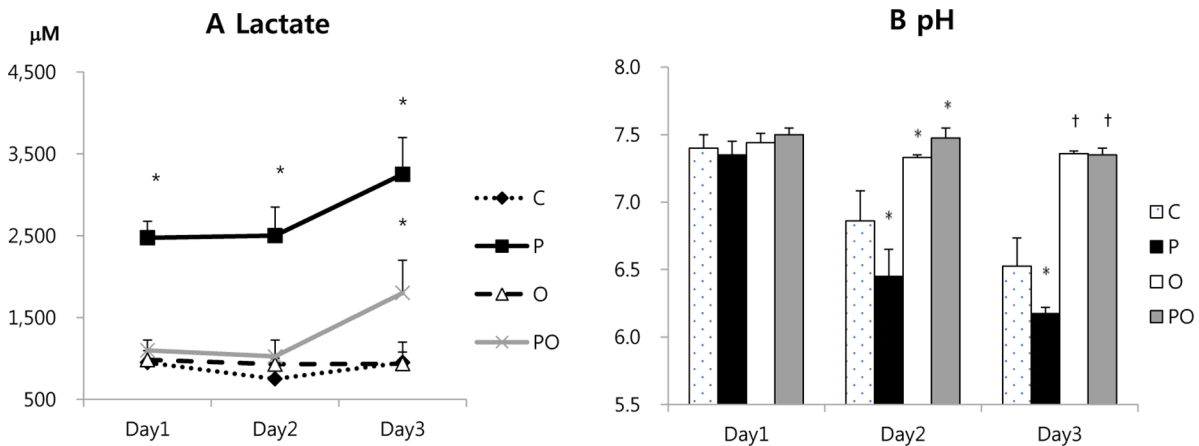 A Lactate
μM
4,500
3,500
2,500
1,500
500
*
*
*
*
Day1 Day2 Day3
C
P
O
PO
B pH
8.0
7.5
7.0
6.5
6.0
5.5
*
*
*
*
† †
Day1 Day2 Day3
C
P
O
PO